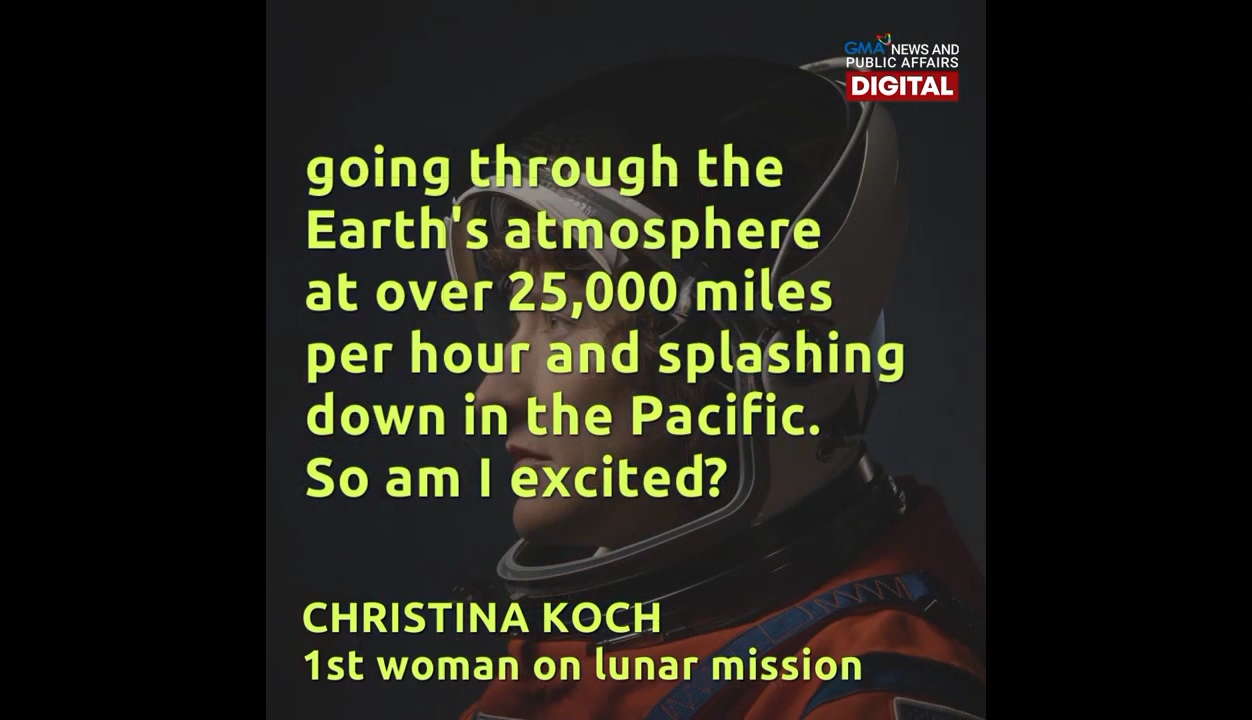 GMA NEWS AND
PUBLIC AFFAIRS
DIGITAL
going through the
Earth's atmosphere
at over 25,000 miles
per hour and splashing
down in the Pacific.
So am I excited?
CHRISTINA KOCH
1st woman on lunar mission